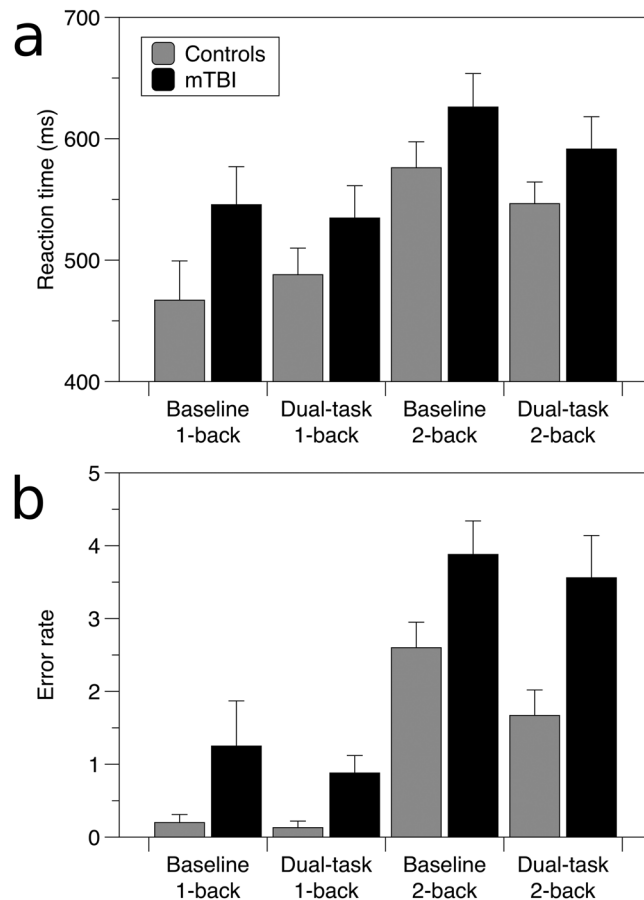 a
700
600
500
400
Reaction time (ms)
Controls
mTBI
Baseline
1-back
Dual-task
1-back
Baseline
2-back
Dual-task
2-back
b
5
4
3
2
1
0
Error rate
Baseline
1-back
Dual-task
1-back
Baseline
2-back
Dual-task
2-back